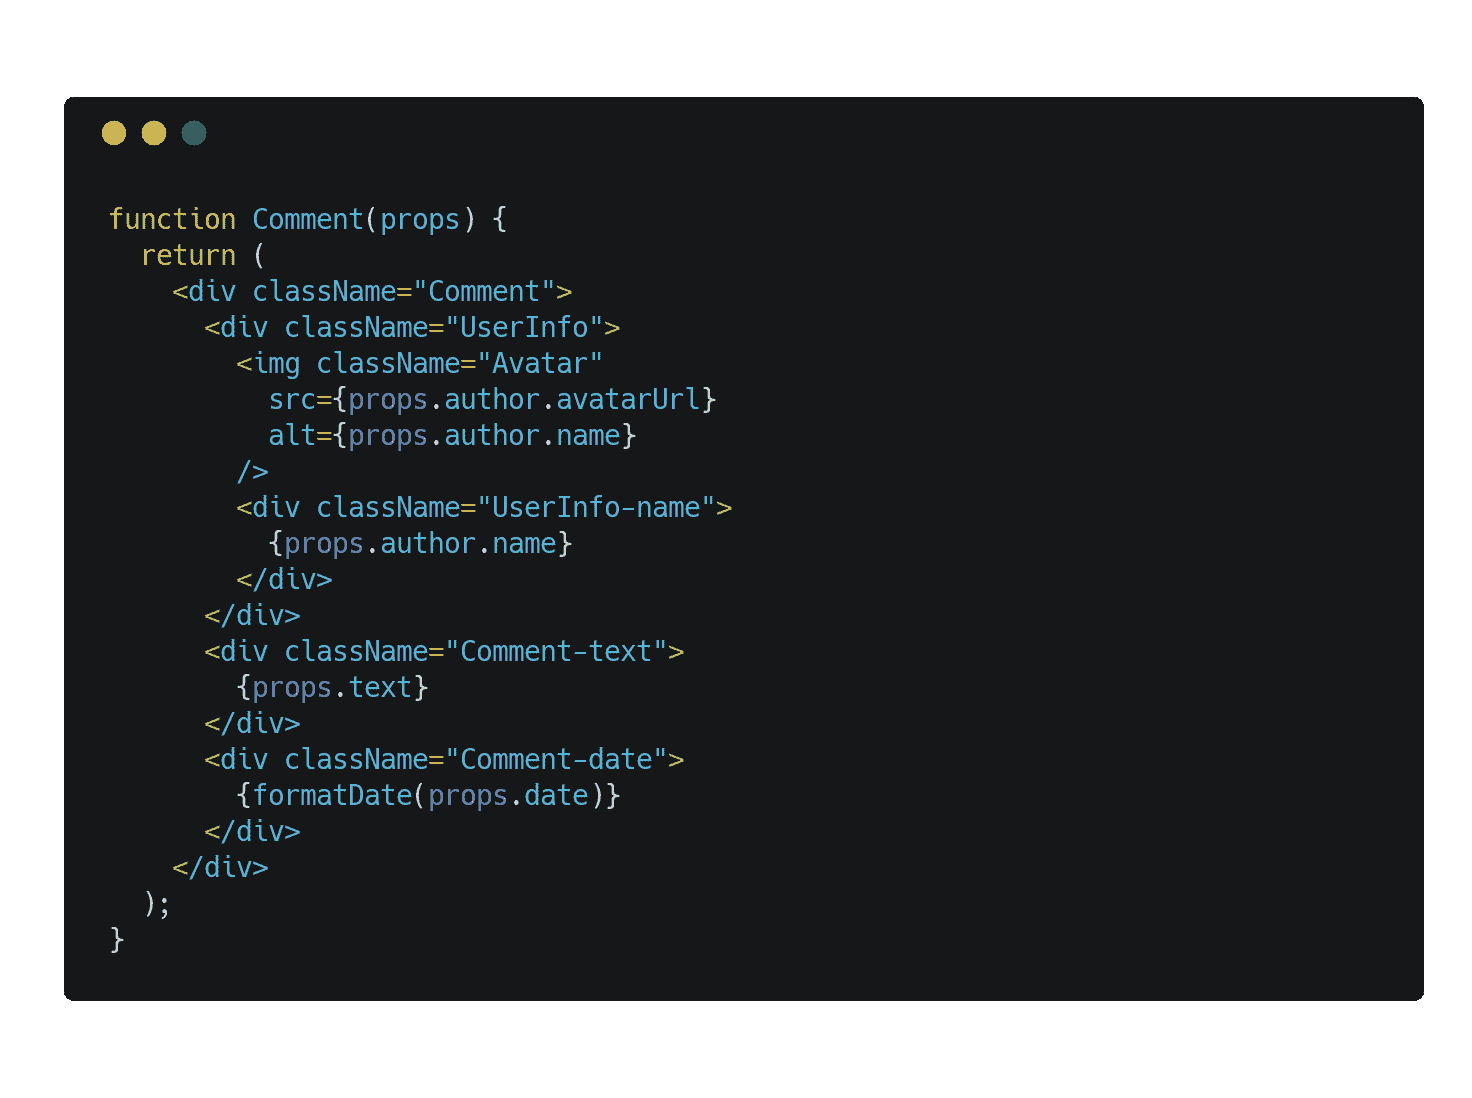 function Comment(props) {
  return (
    <div className="Comment">
      <div className="UserInfo">
        <img className="Avatar"
          src={props.author.avatarUrl}
          alt={props.author.name}
        />
        <div className="UserInfo-name">
          {props.author.name}
        </div>
      </div>
      <div className="Comment-text">
        {props.text}
      </div>
      <div className="Comment-date">
        {formatDate(props.date)}
      </div>
    </div>
  );
}